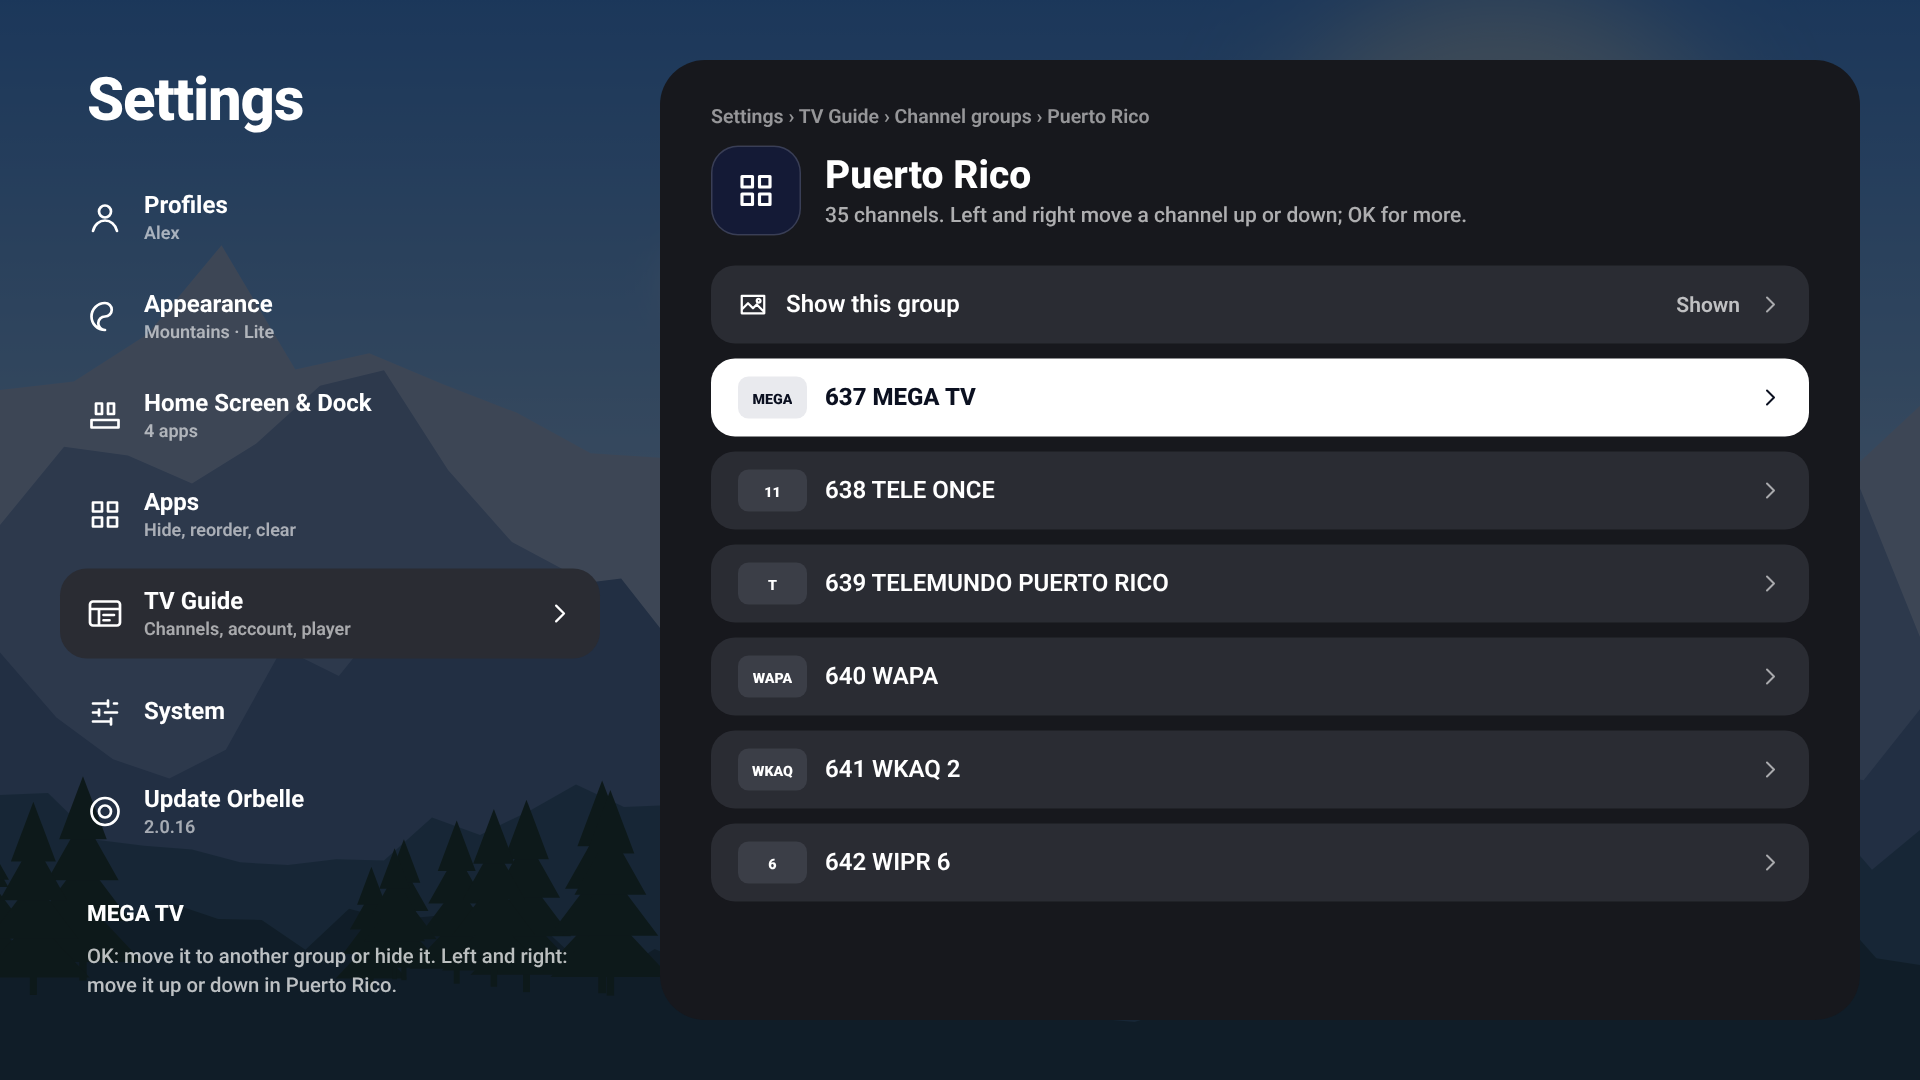 Settings
Profiles
Alex
Appearance
Mountains · Lite
Home Screen & Dock
4 apps
Apps
Hide, reorder, clear
TV Guide
Channels, account, player
System
Update Orbelle
2.0.16
MEGA TV
OK: move it to another group or hide it. Left and right:
move it up or down in Puerto Rico.
Settings › TV Guide › Channel groups › Puerto Rico
Puerto Rico
35 channels. Left and right move a channel up or down; OK for more.
Show this group Shown
MEGA 637 MEGA TV
11 638 TELE ONCE
T 639 TELEMUNDO PUERTO RICO
WAPA 640 WAPA
WKAQ 641 WKAQ 2
6 642 WIPR 6